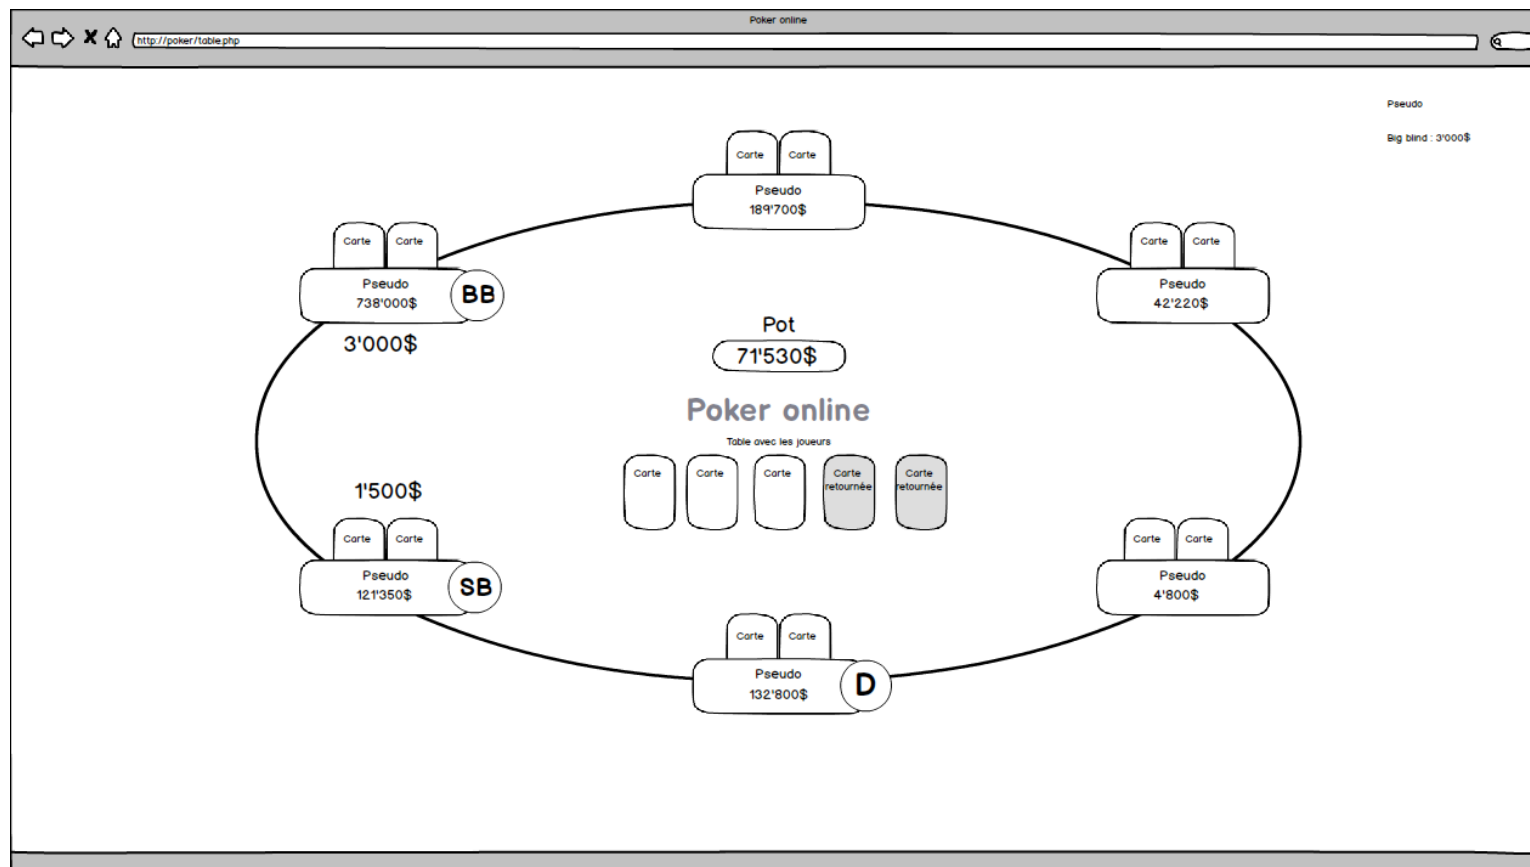 Poker online
http://poker/table.php
Pseudo
Big blind : 3'000$
Carte Carte
Pseudo
189'700$
Carte Carte
Pseudo
738'000$
BB
3'000$
Carte Carte
Pseudo
42'220$
Pot
71'530$
Poker online
Table avec les joueurs
Carte Carte Carte Carte Carte
retournée retournée
1'500$
Carte Carte
Pseudo
121'350$
SB
Carte Carte
Pseudo
4'800$
Carte Carte
Pseudo
132'800$
D